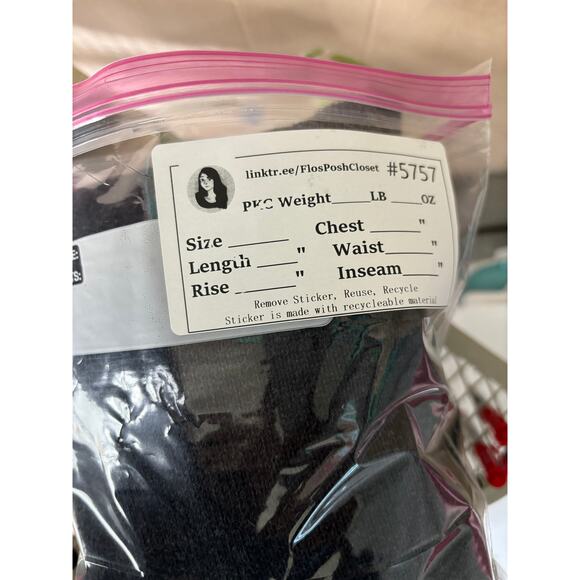 linktr.ee/FlosPoshCloset #5757
PKG Weight____LB ____OZ
Size ______ Chest ______"
Length ____" Waist_____"
Rise ______" Inseam____"
Remove Sticker, Reuse, Recycle
Sticker is made with recycleable material